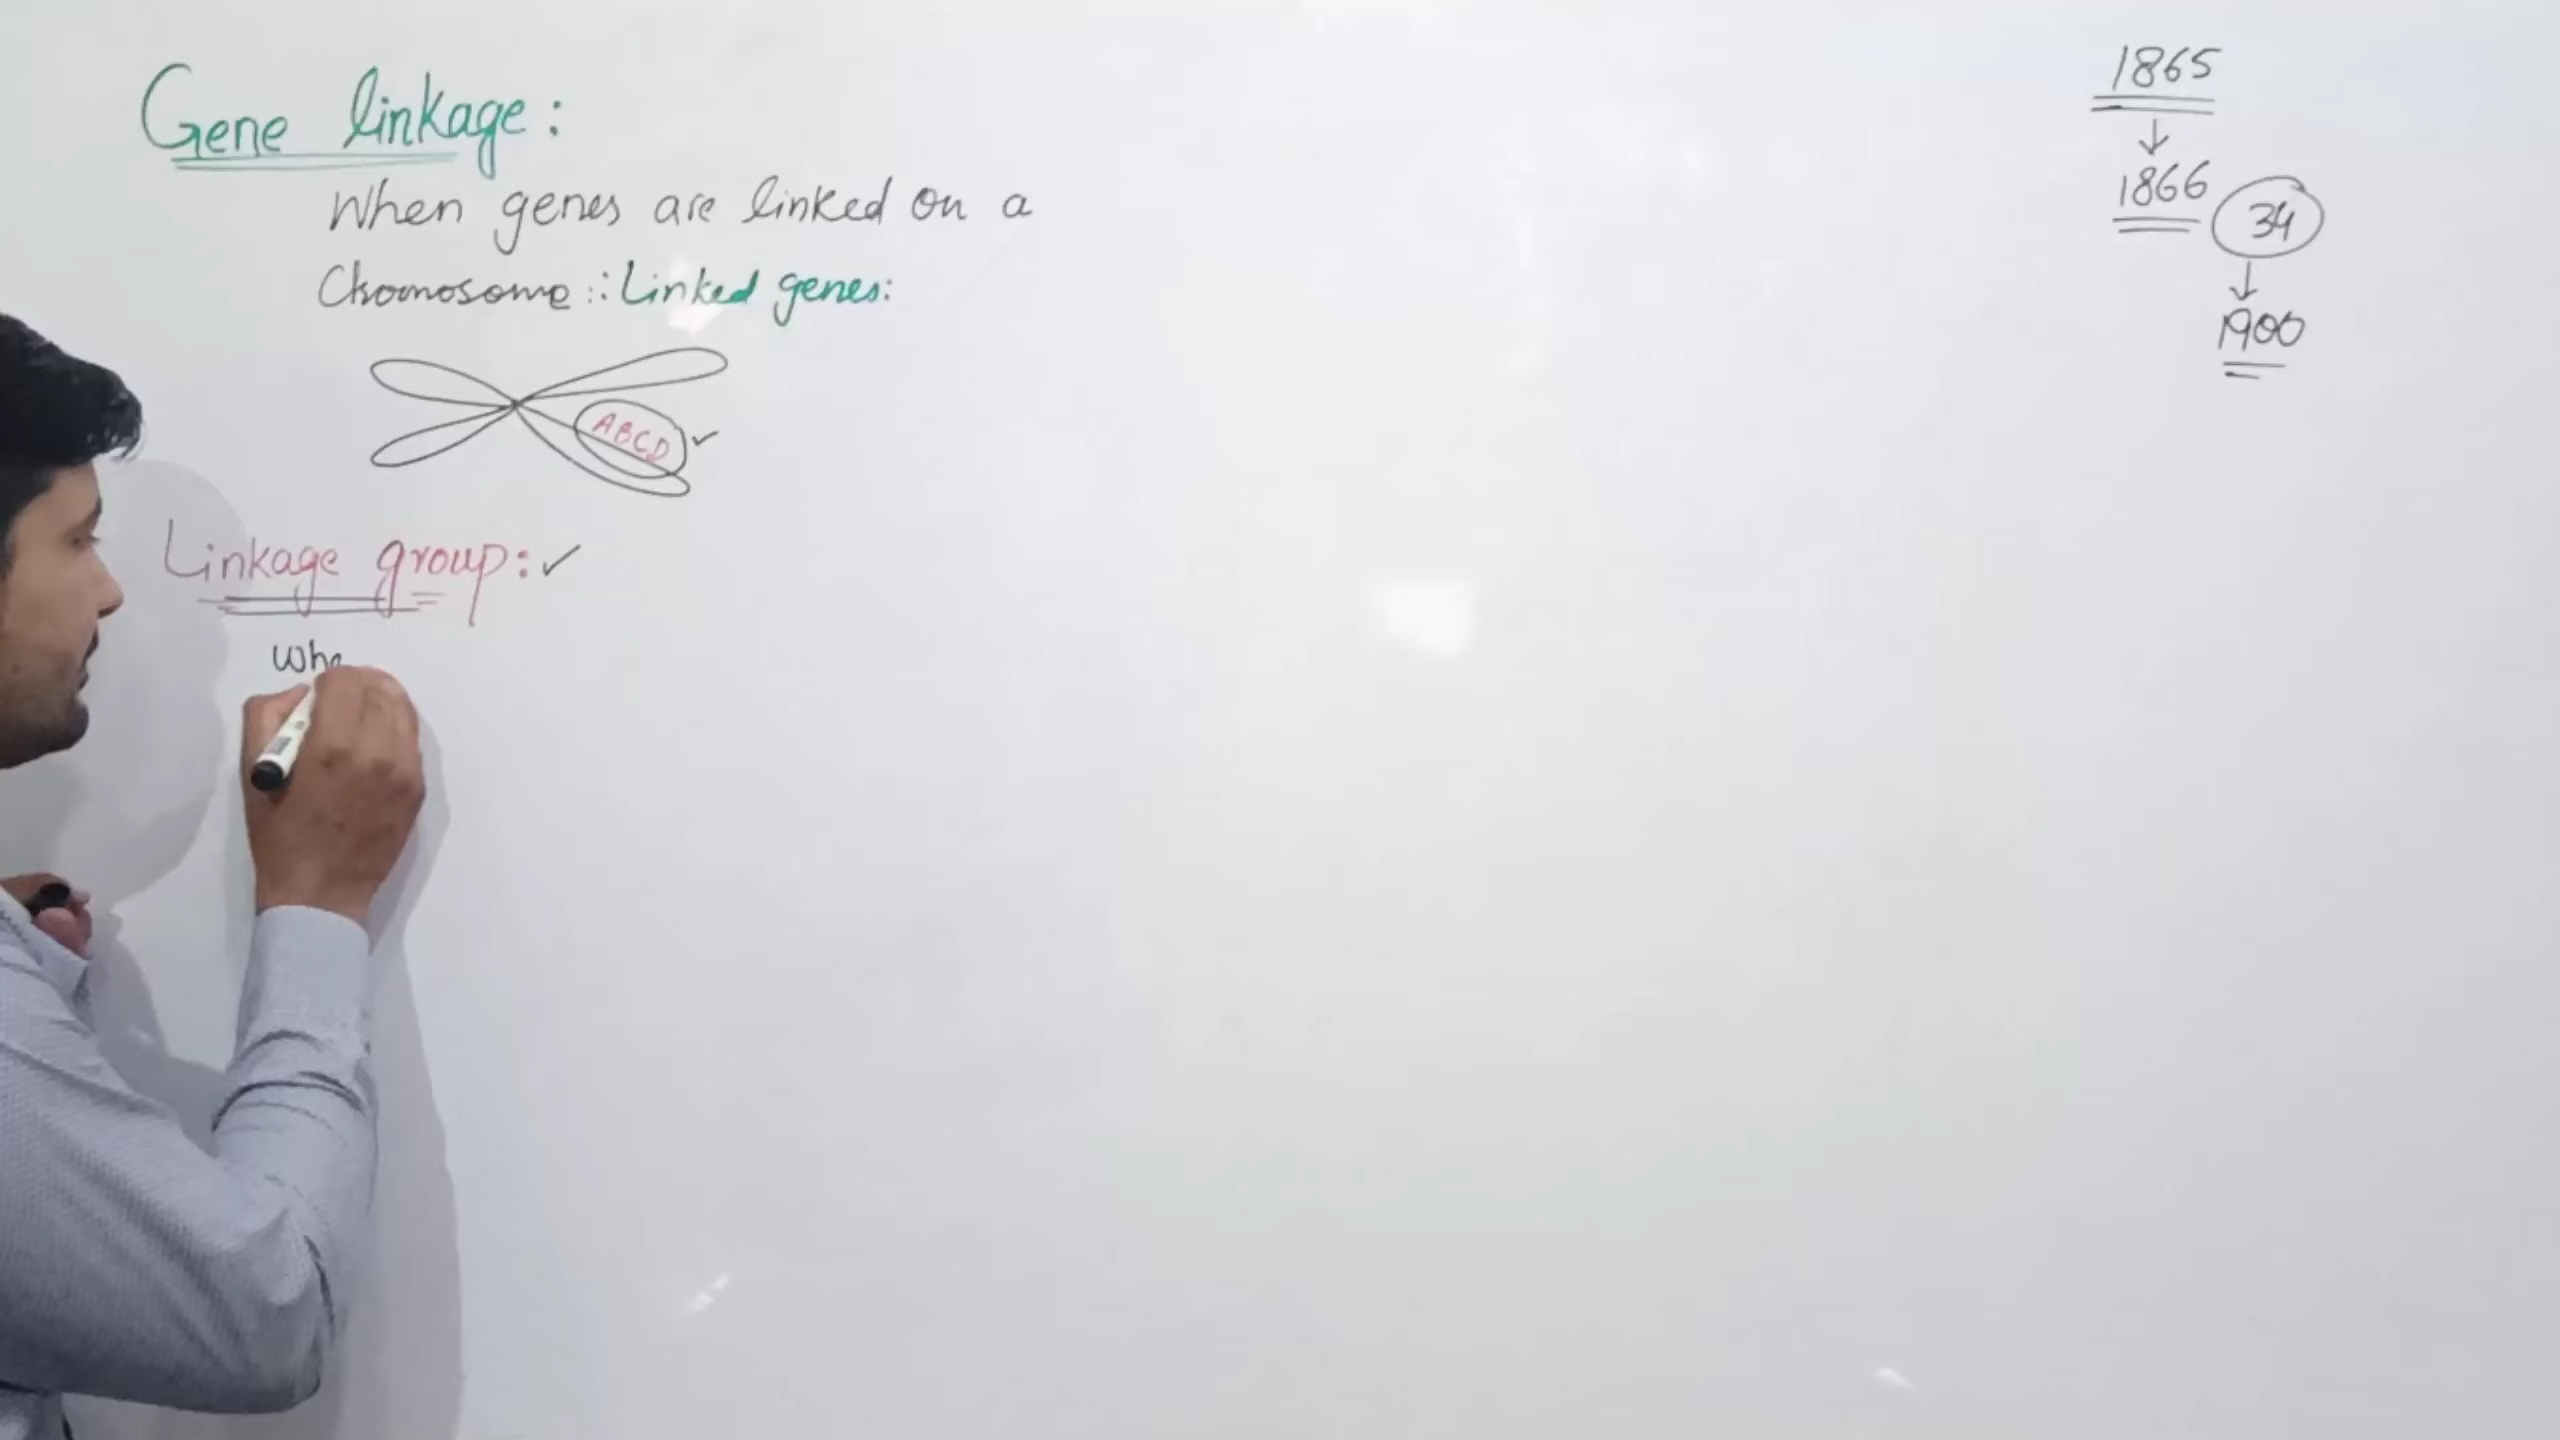 Gene linkage:
When genes are linked on a
Chromosome :: Linked genes:
ABCD
Linkage group:
Whe
1865
1866
34
1900